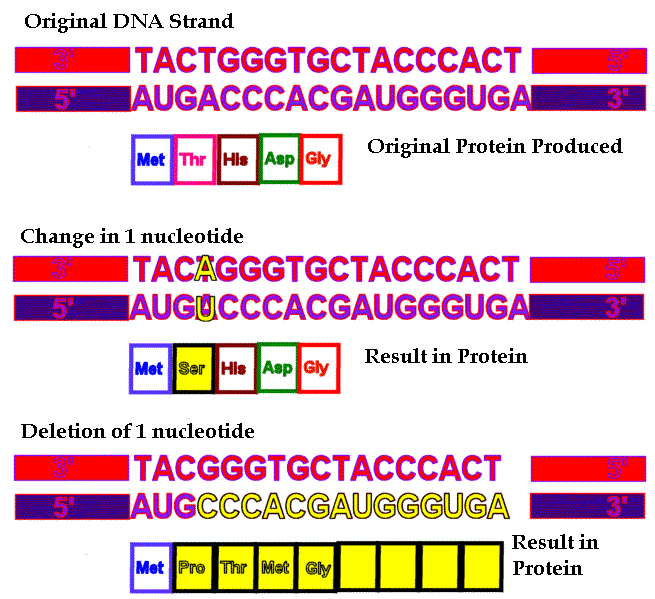 Original DNA Strand
3' TACTGGGTGCTACCCACT 5'
5' AUGACCCACGAUGGGUGA 3'
Met Thr His Asp Gly Original Protein Produced
Change in 1 nucleotide
3' TACAGGGTGCTACCCACT 5'
5' AUGUCCCACGAUGGGUGA 3'
Met Ser His Asp Gly Result in Protein
Deletion of 1 nucleotide
3' TACGGGTGCTACCCACT 5'
5' AUGCCCACGAUGGGUGA 3'
Met Pro Thr Met Gly Result in
Protein